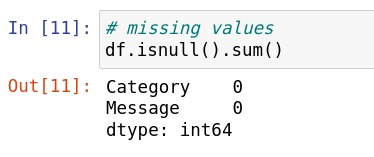 In [11]: # missing values
df.isnull().sum()
Out[11]: Category    0
Message     0
dtype: int64